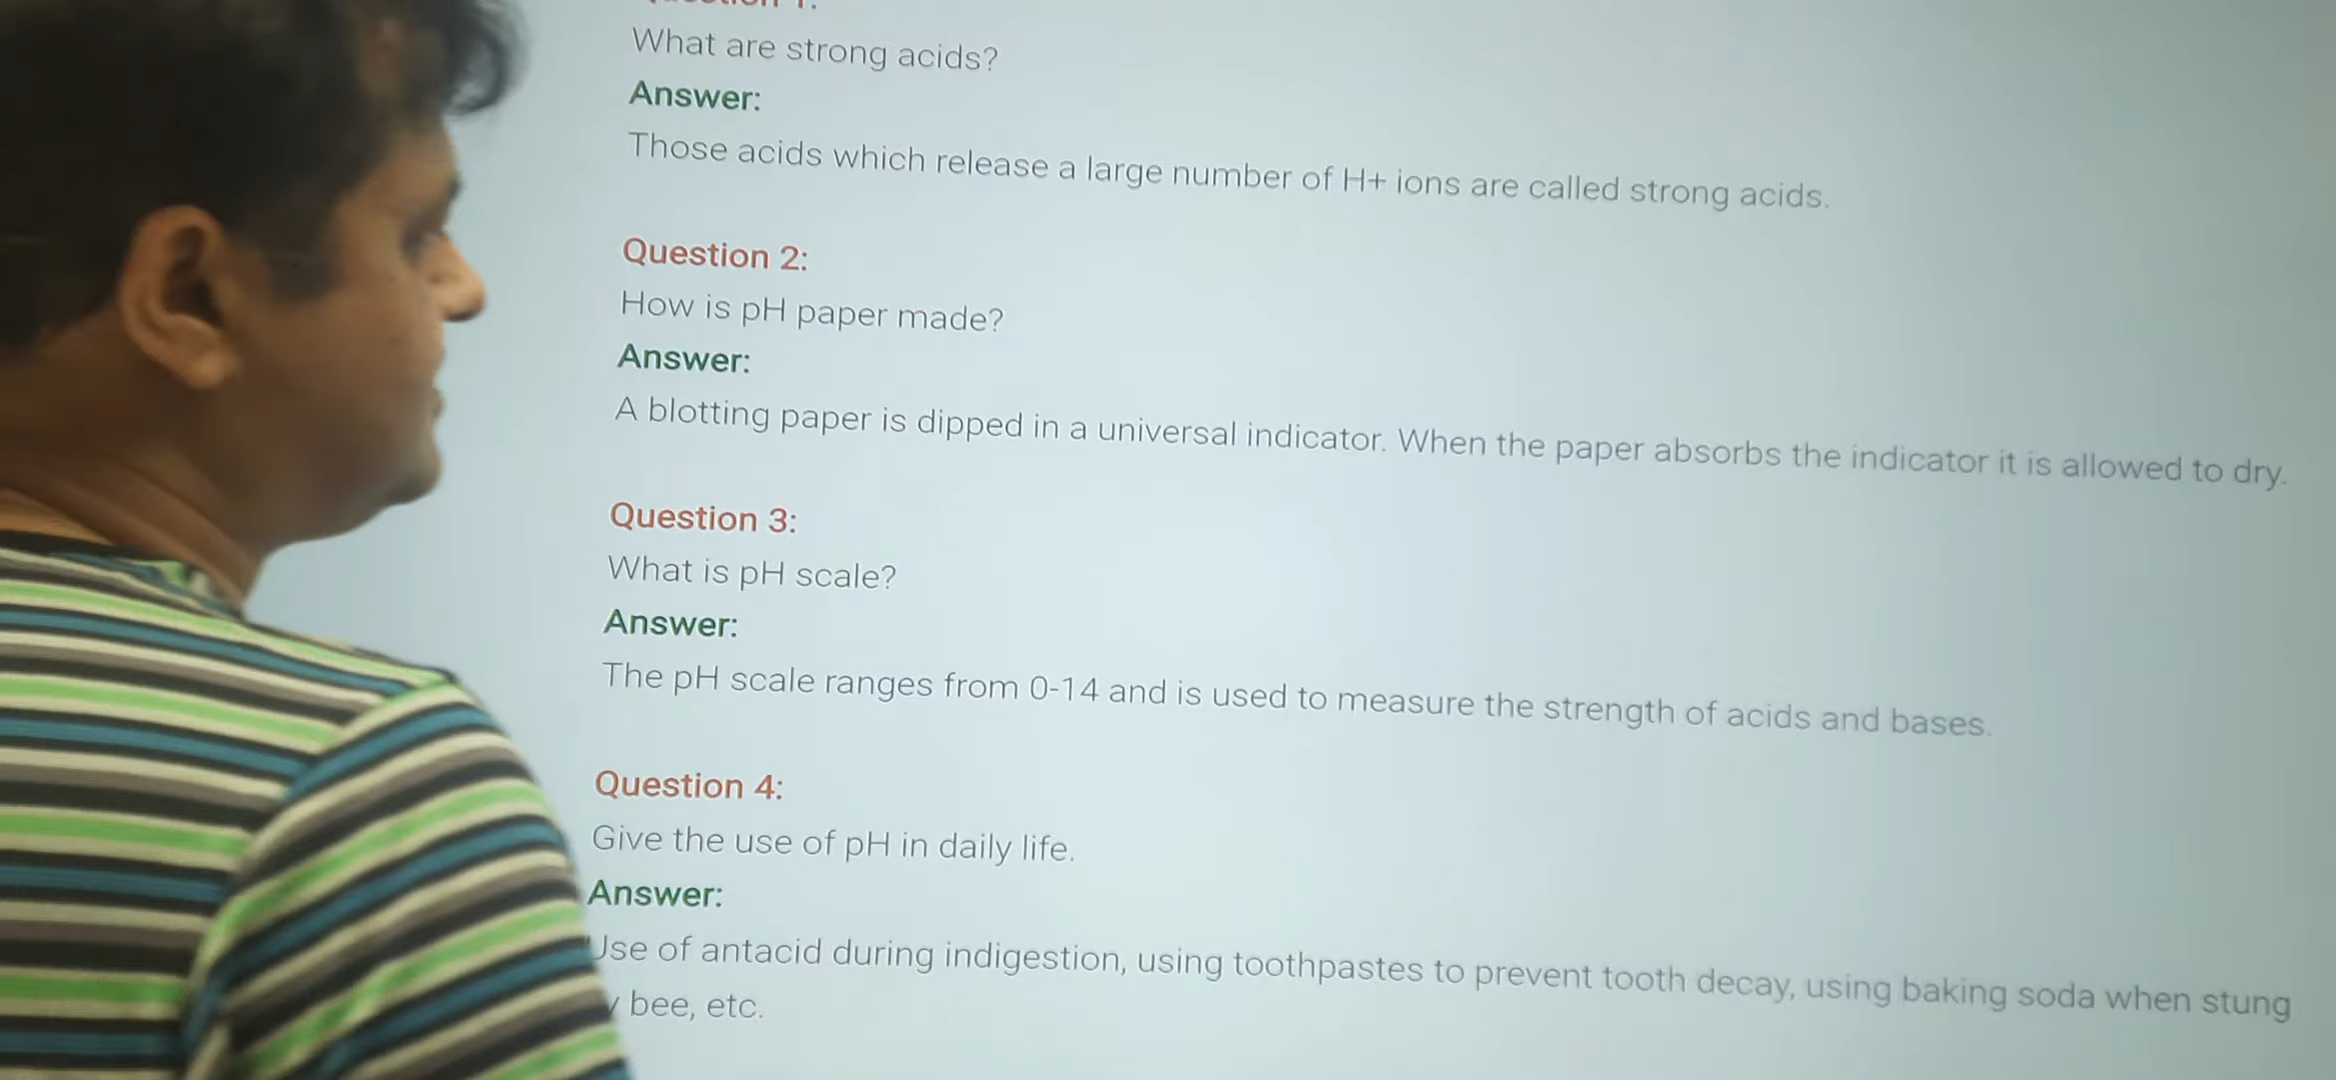 What are strong acids?
Answer:
Those acids which release a large number of H+ ions are called strong acids.
Question 2:
How is pH paper made?
Answer:
A blotting paper is dipped in a universal indicator. When the paper absorbs the indicator it is allowed to dry.
Question 3:
What is pH scale?
Answer:
The pH scale ranges from 0-14 and is used to measure the strength of acids and bases.
Question 4:
Give the use of pH in daily life.
Answer:
Use of antacid during indigestion, using toothpastes to prevent tooth decay, using baking soda when stung
bee, etc.